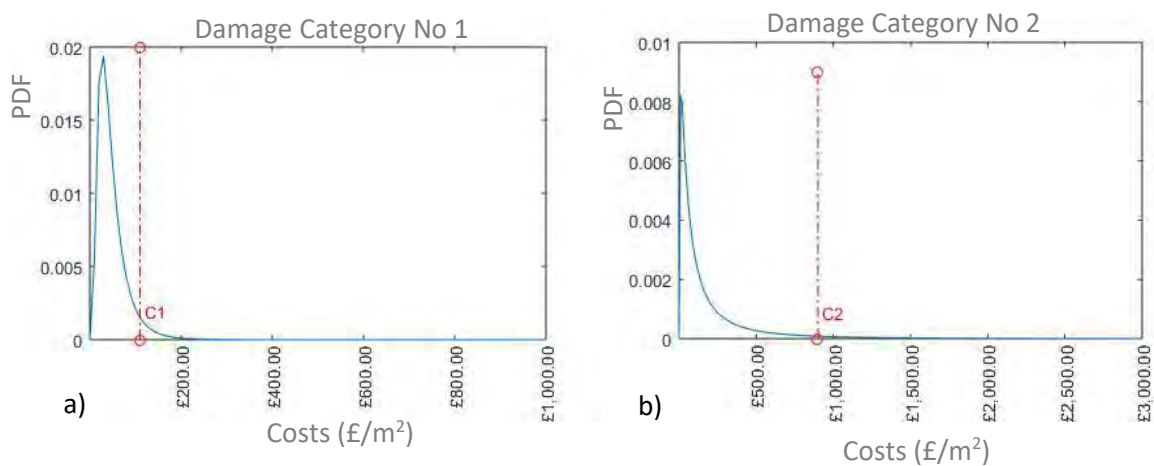 Damage Category No 1
PDF
0.02
0.015
0.01
0.005
0
C1
£200.00
£400.00
£600.00
£800.00
£1,000.00
a)
Costs (£/m²)
Damage Category No 2
PDF
0.01
0.008
0.006
0.004
0.002
0
C2
£500.00
£1,000.00
£1,500.00
£2,000.00
£2,500.00
£3,000.00
b)
Costs (£/m²)